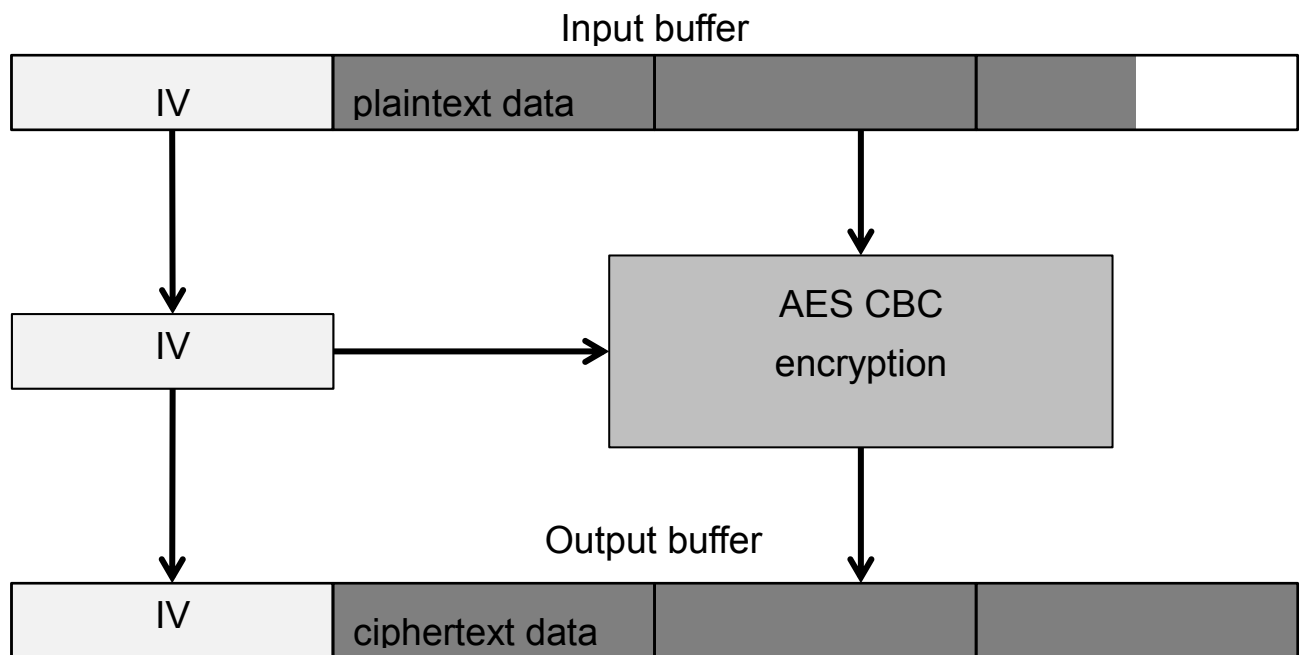 Input buffer
IV
plaintext data
IV
AES CBC
encryption
Output buffer
IV
ciphertext data